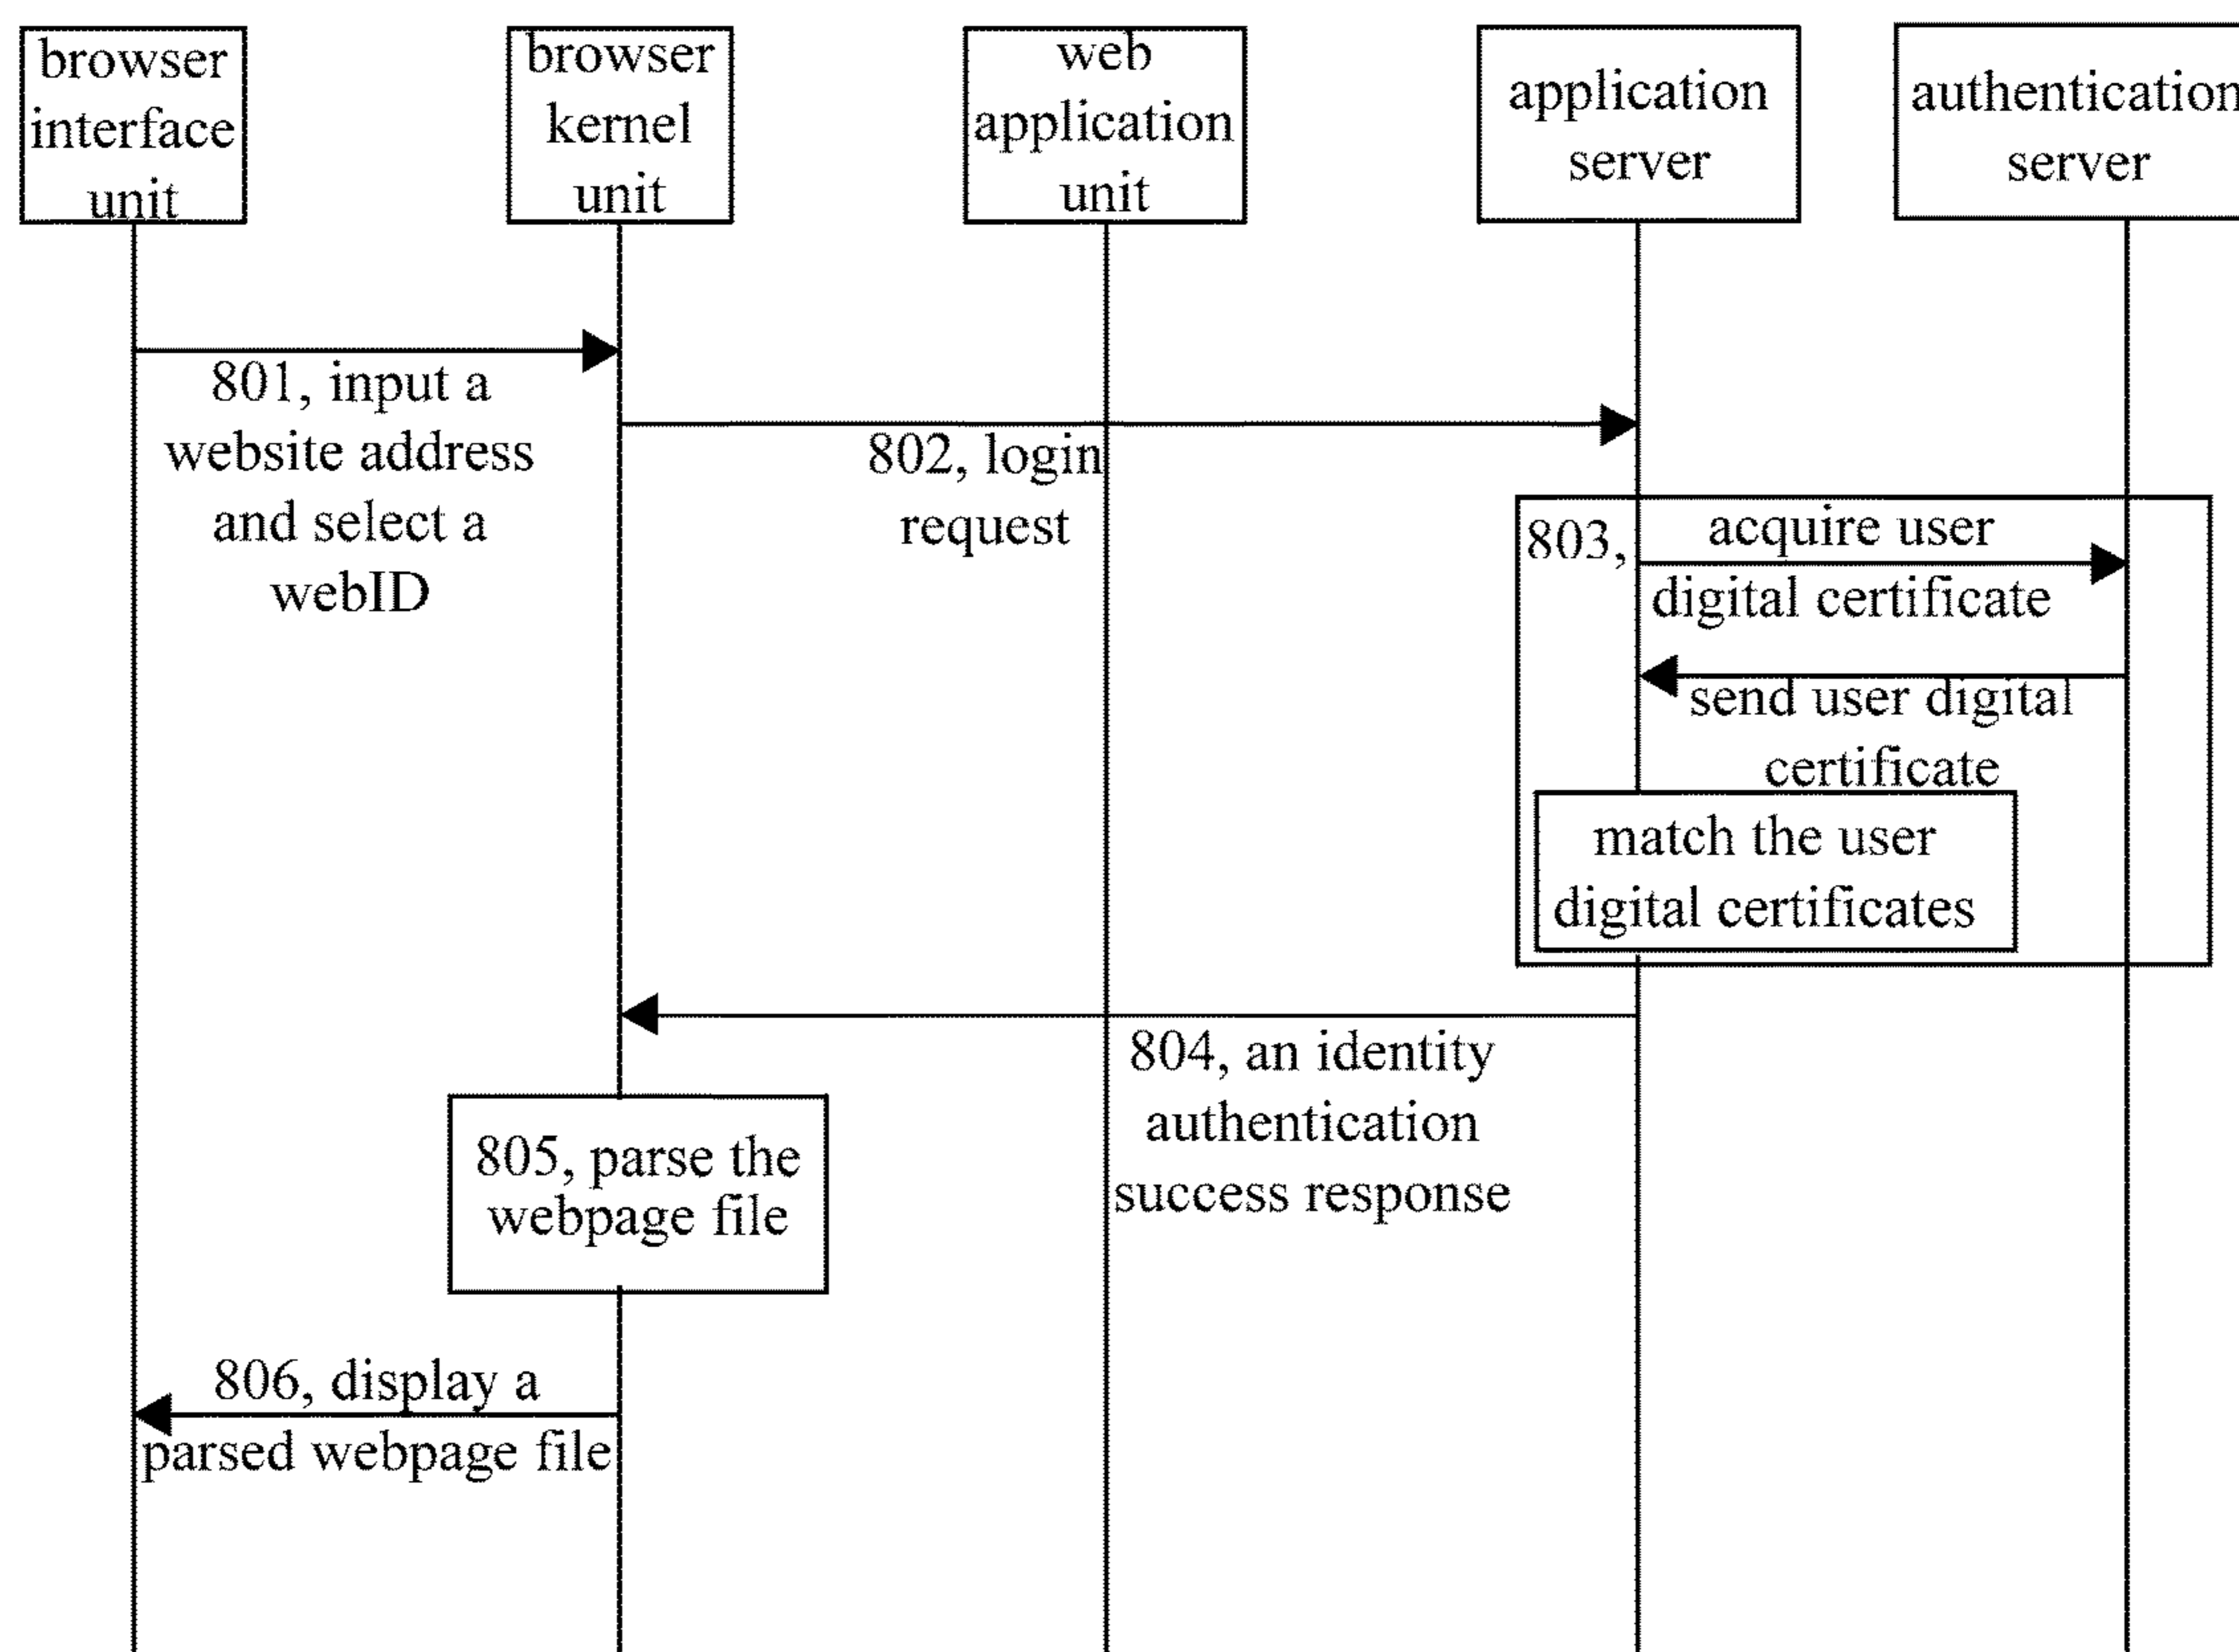 browser
interface
unit
browser
kernel
unit
web
application
unit
application
server
authentication
server
801, input a
website address
and select a
webID
802, login
request
803,
acquire user
digital certificate
send user digital
certificate
match the user
digital certificates
804, an identity
authentication
success response
805, parse the
webpage file
806, display a
parsed webpage file